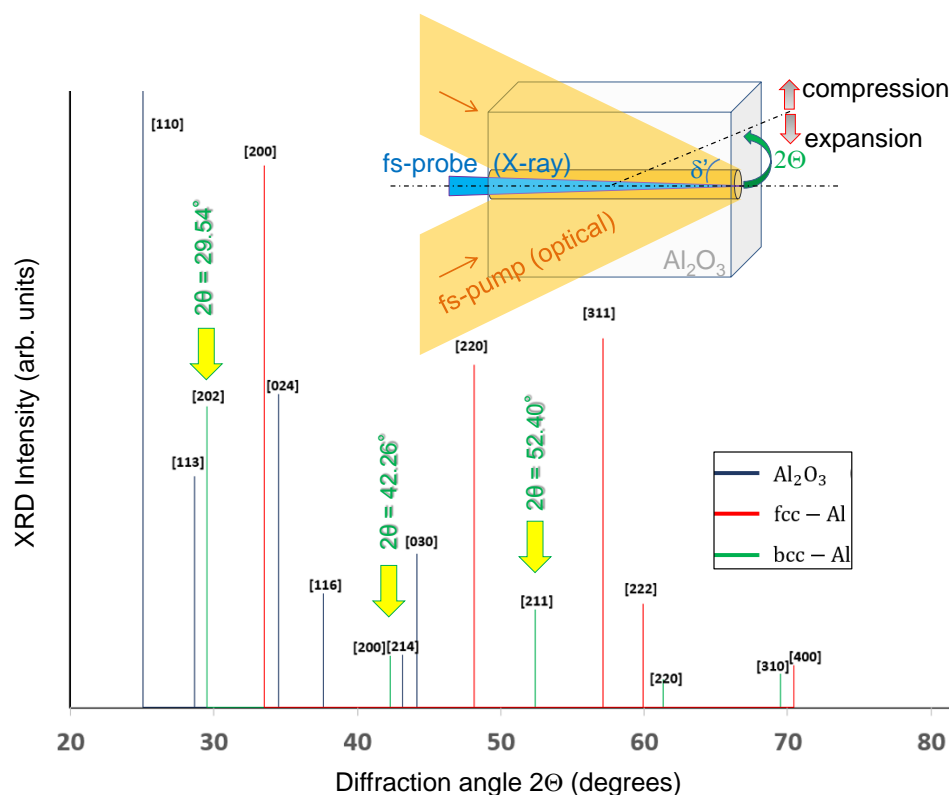 compression
expansion
fs-probe (X-ray)
δ'
2Θ
fs-pump (optical)
Al₂O₃
XRD Intensity (arb. units)
[110]
[200]
2θ = 29.54°
[311]
[220]
[202]
[024]
[113]
2θ = 42.26°
2θ = 52.40°
Al₂O₃
fcc – Al
bcc – Al
[030]
[116]
[211]
[222]
[200]
[214]
[220]
[310]
[400]
20 30 40 50 60 70 80
Diffraction angle 2Θ (degrees)